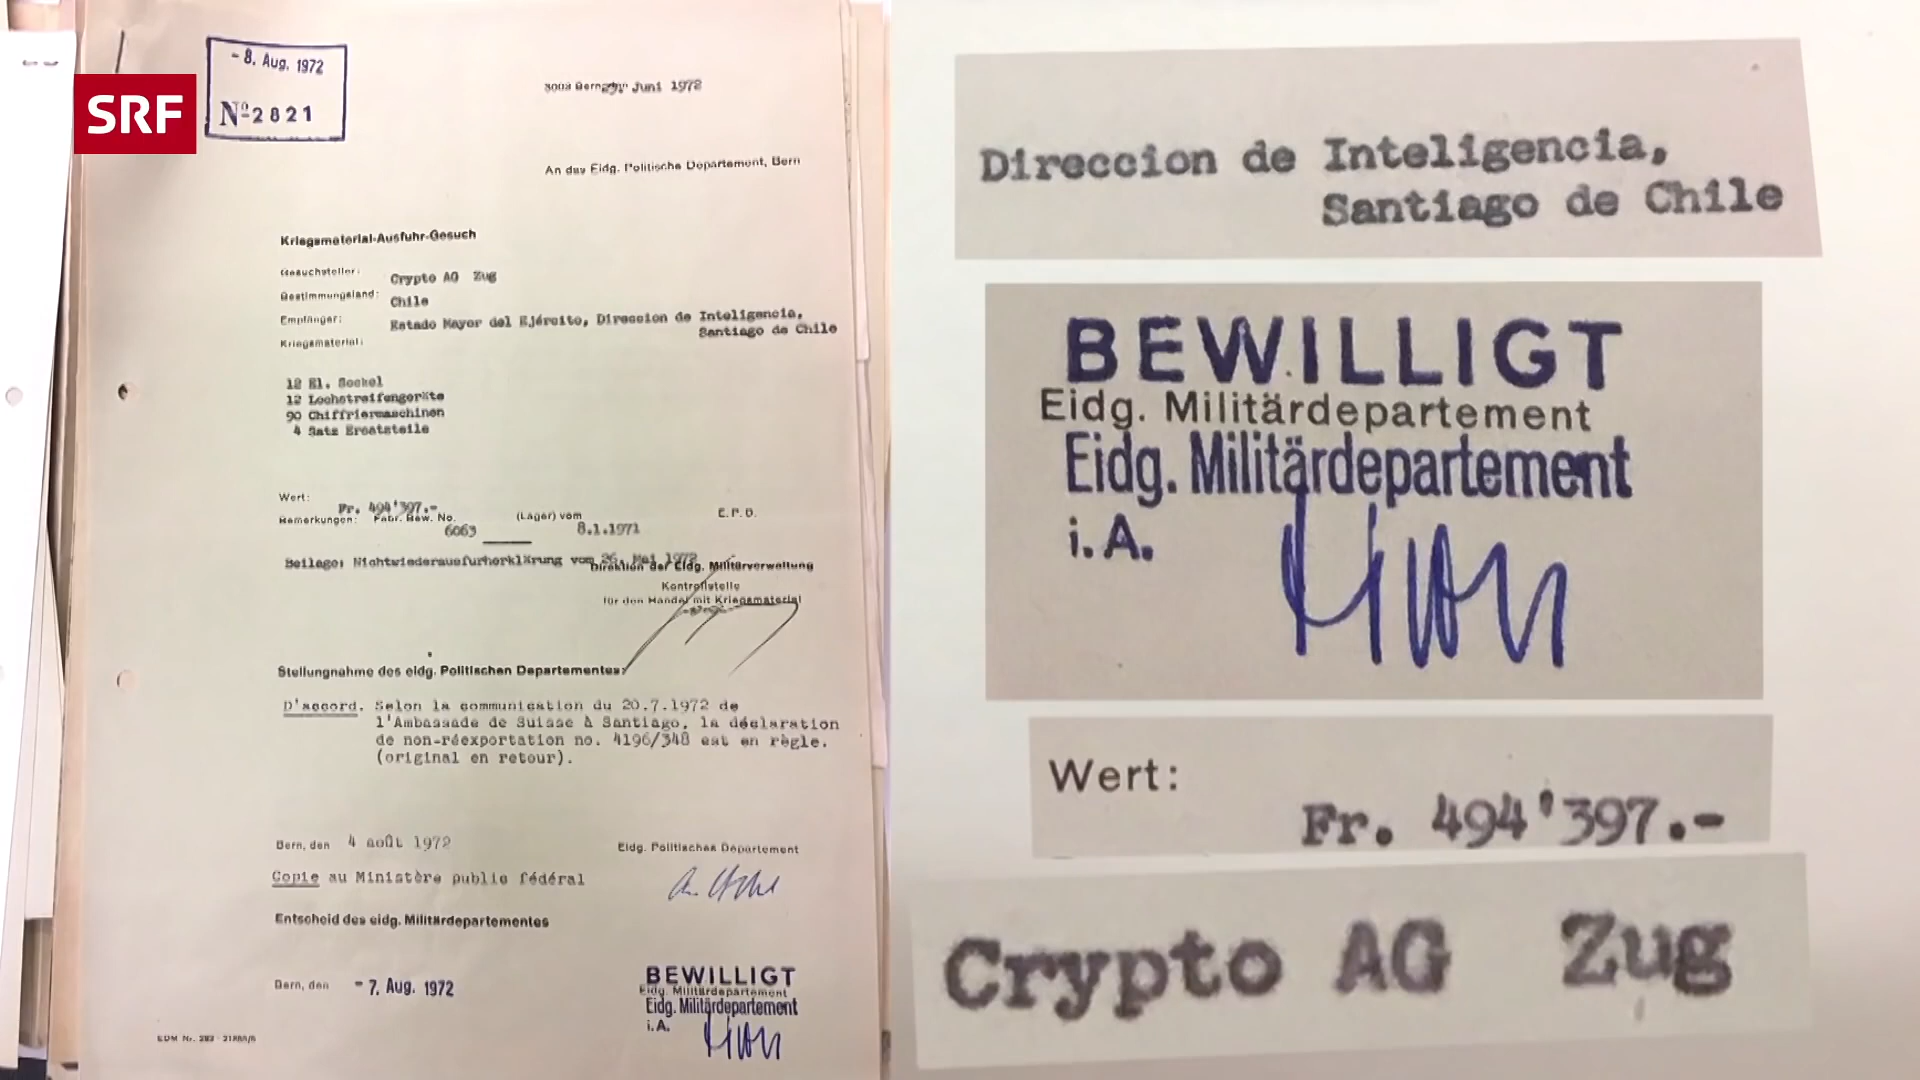 SRF
- 8. Aug. 1972
Nº 2821
3003 Bern, Juni 1972
An das Eidg. Politische Departement, Bern
Kriegsmaterial-Ausfuhr-Gesuch
Gesuchsteller: Crypto AG Zug
Bestimmungsland: Chile
Empfänger: Estado Mayor del Ejército, Direccion de Inteligencia,
Santiago de Chile
Kriegsmaterial:
12 El. Sockel
12 Lochstreifengeräte
90 Chiffriermaschinen
4 Satz Ersatzteile
Wert: Fr. 494'397.-
Bemerkungen: Fabr. Bew. No. 6063 (Lager) vom 8.1.1971 E.P.D.
Beilage: Nichtwiederausfuhrerklärung vom 26. Mai 1972
Direktion der Eidg. Militärverwaltung
Kontrollstelle
für den Handel mit Kriegsmaterial
Stellungnahme des eidg. Politischen Departementes:
D'accord. Selon la communication du 20.7.1972 de
l'Ambassade de Suisse à Santiago, la déclaration
de non-réexportation no. 4196/348 est en règle.
(original en retour).
Bern, den 4 août 1972
Eidg. Politisches Departement
Copie au Ministère public fédéral
Entscheid des eidg. Militärdepartementes
Bern, den - 7. Aug. 1972
BEWILLIGT
Eidg. Militärdepartement
Eidg. Militärdepartement
i. A.
Direccion de Inteligencia,
Santiago de Chile
BEWILLIGT
Eidg. Militärdepartement
Eidg. Militärdepartement
i. A.
Wert:
Fr. 494'397.-
Crypto AG Zug